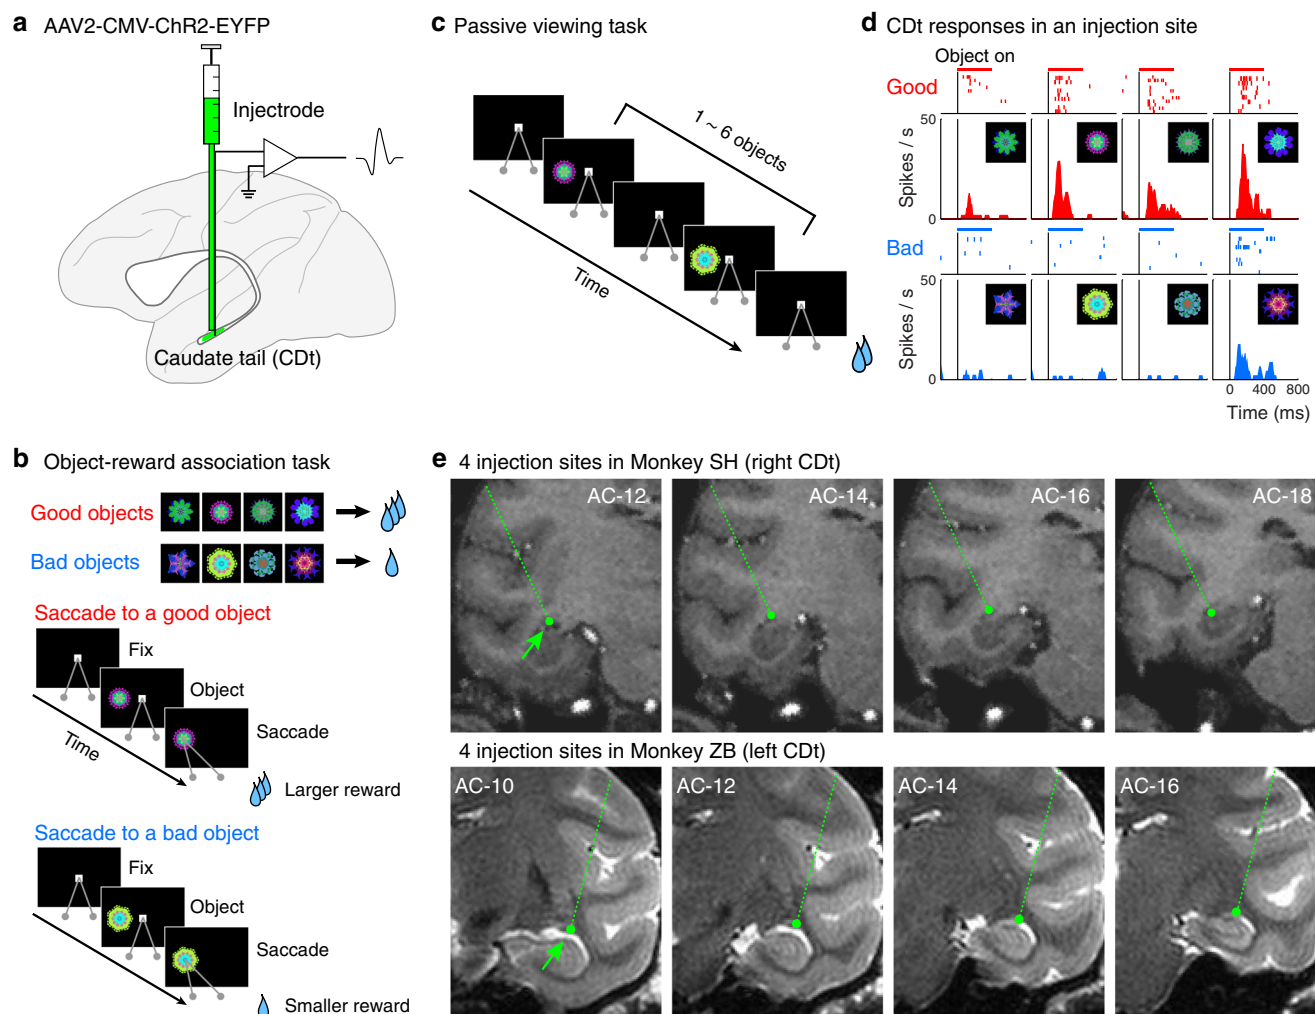 a AAV2-CMV-ChR2-EYFP
Injectrode
Caudate tail (CDt)
b Object-reward association task
Good objects
Bad objects
Saccade to a good object
Fix
Object
Saccade
Time
Larger reward
Saccade to a bad object
Fix
Object
Saccade
Smaller reward
c Passive viewing task
1 ~ 6 objects
Time
d CDt responses in an injection site
Object on
Good
50
Spikes / s
0
Bad
50
Spikes / s
0
0 400 800
Time (ms)
e 4 injection sites in Monkey SH (right CDt)
AC-12 AC-14 AC-16 AC-18
4 injection sites in Monkey ZB (left CDt)
AC-10 AC-12 AC-14 AC-16